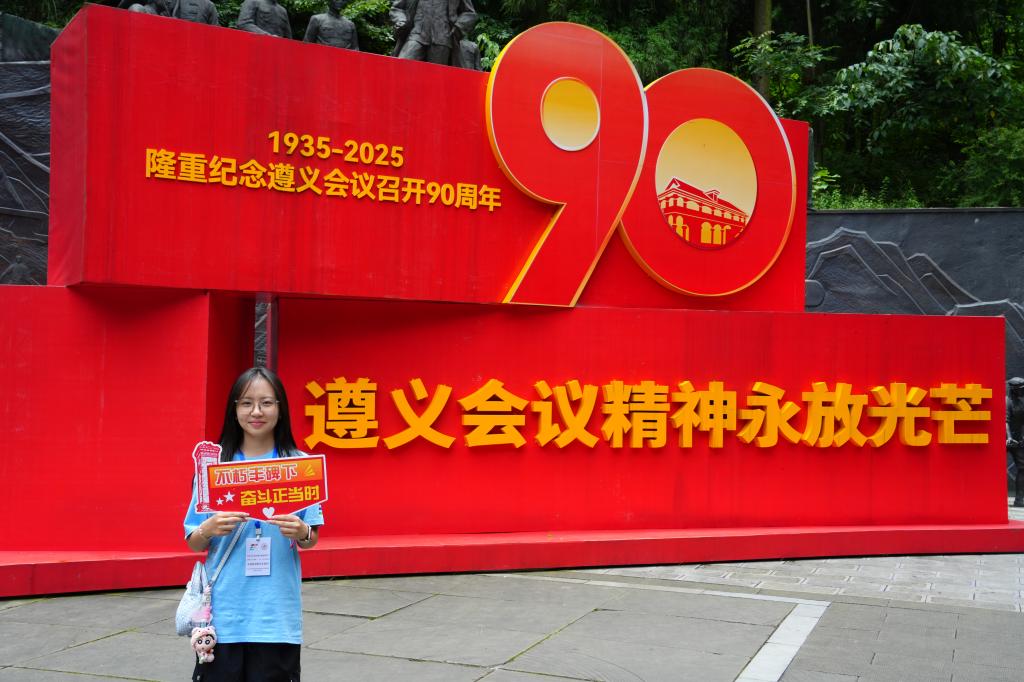 1935-2025
隆重纪念遵义会议召开90周年
90
遵义会议精神永放光芒
不朽丰碑下
奋斗正当时